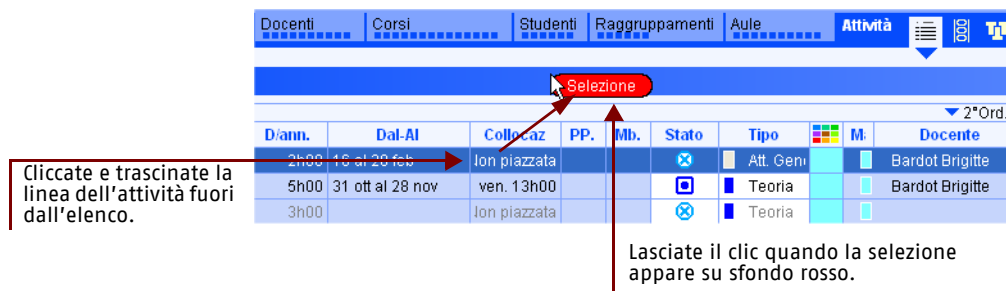 Docenti Corsi Studenti Raggruppamenti Aule Attività
Selezione
2°Ord.
D/ann. Dal-Al Collocaz PP. Mb. Stato Tipo M: Docente
2h00 16 al 28 feb Jon piazzata Att. Gen Bardot Brigitte
5h00 31 ott al 28 nov ven. 13h00 Teoria Bardot Brigitte
3h00 Jon piazzata Teoria
Cliccate e trascinate la
linea dell'attività fuori
dall'elenco.
Lasciate il clic quando la selezione
appare su sfondo rosso.